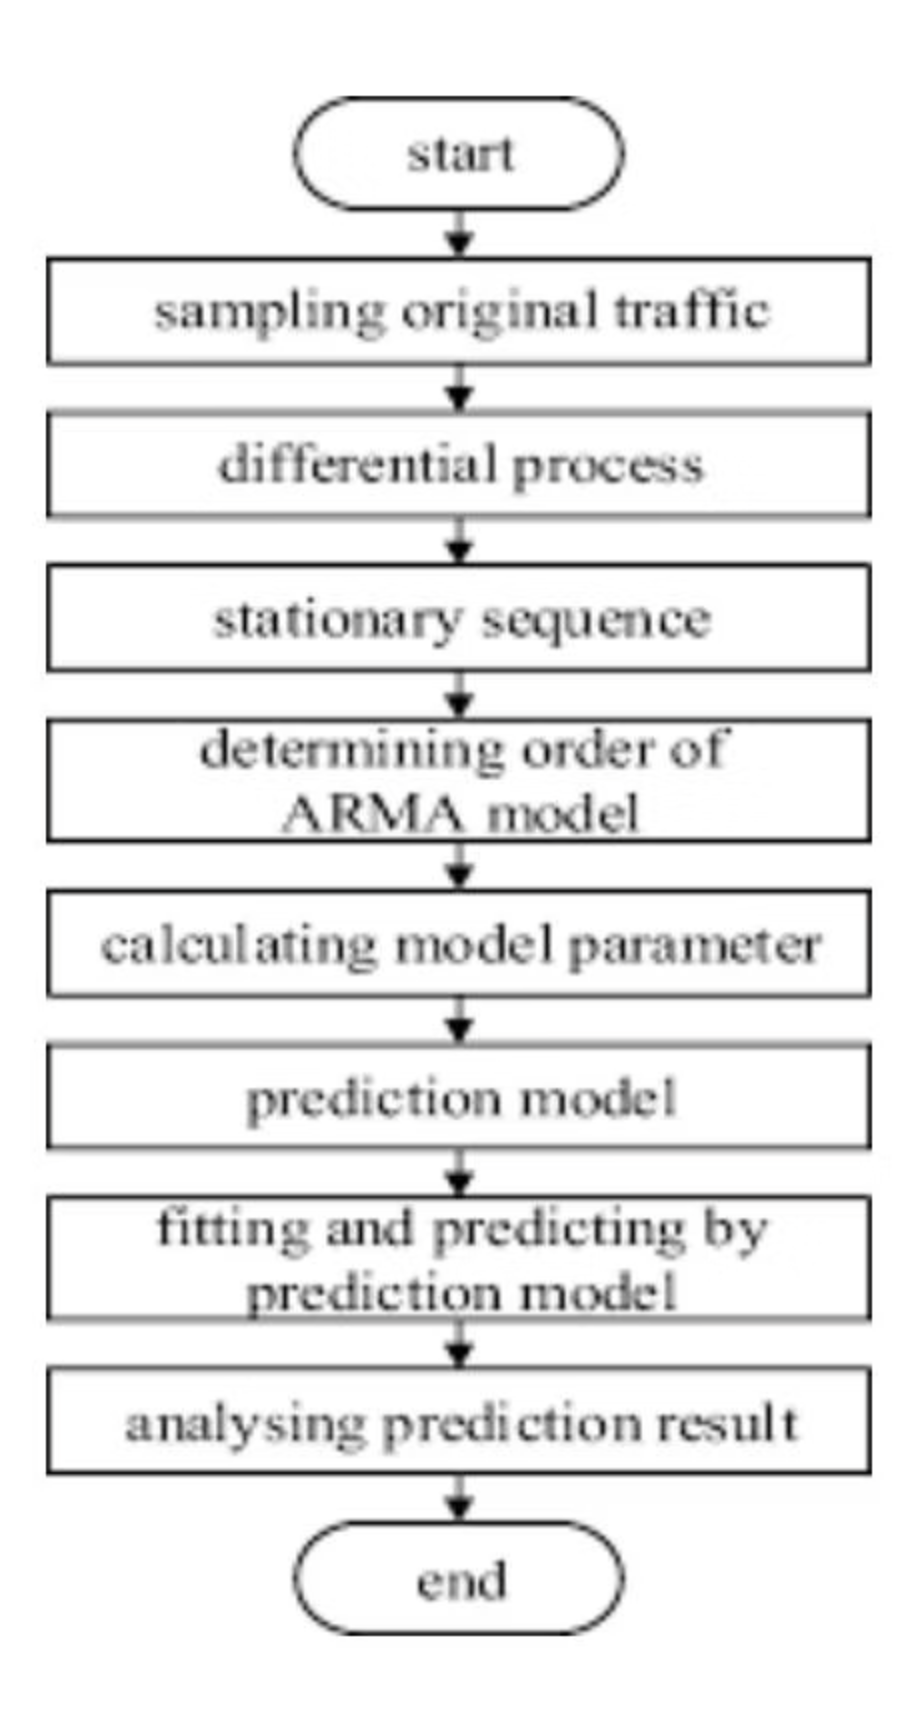 start
sampling original traffic
differential process
stationary sequence
determining order of
ARMA model
calculating model parameter
prediction model
fitting and predicting by
prediction model
analysing prediction result
end